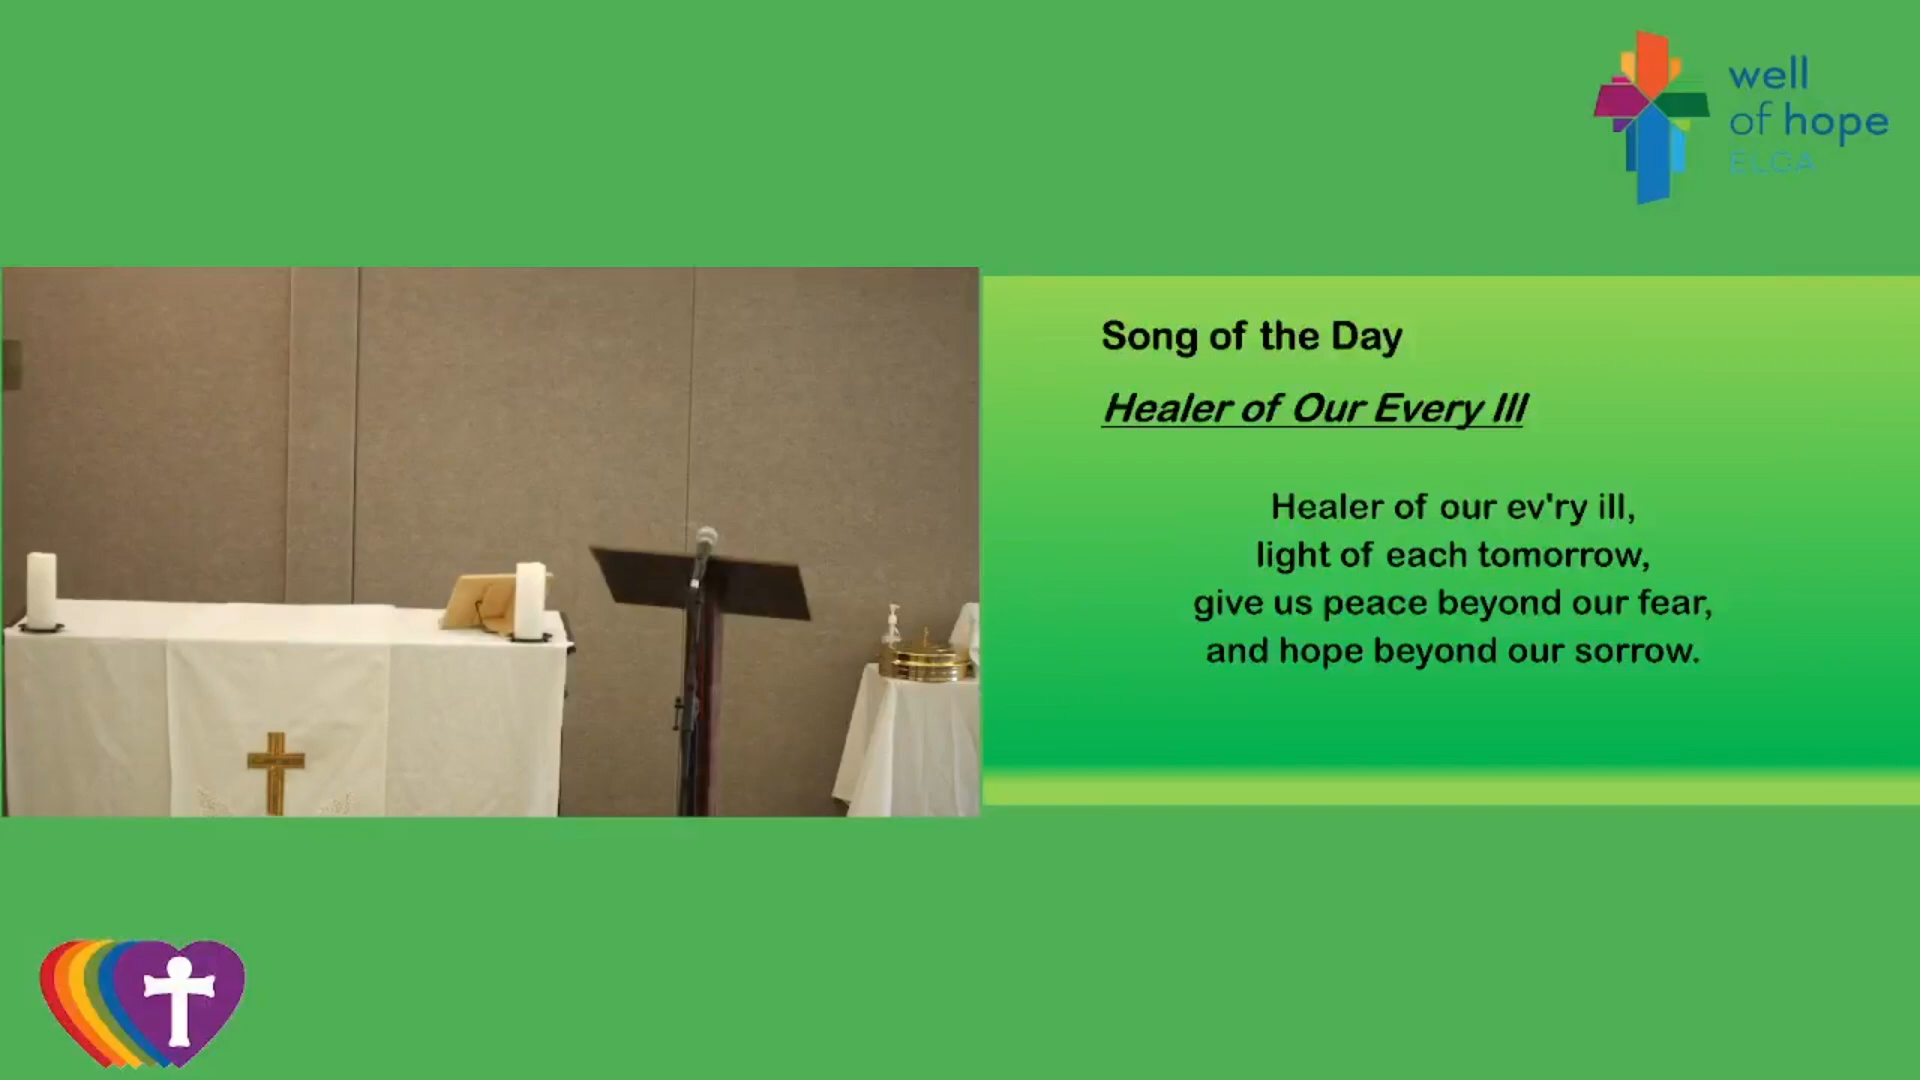 well
of hope
ELCA
Song of the Day
Healer of Our Every Ill
Healer of our ev'ry ill,
light of each tomorrow,
give us peace beyond our fear,
and hope beyond our sorrow.